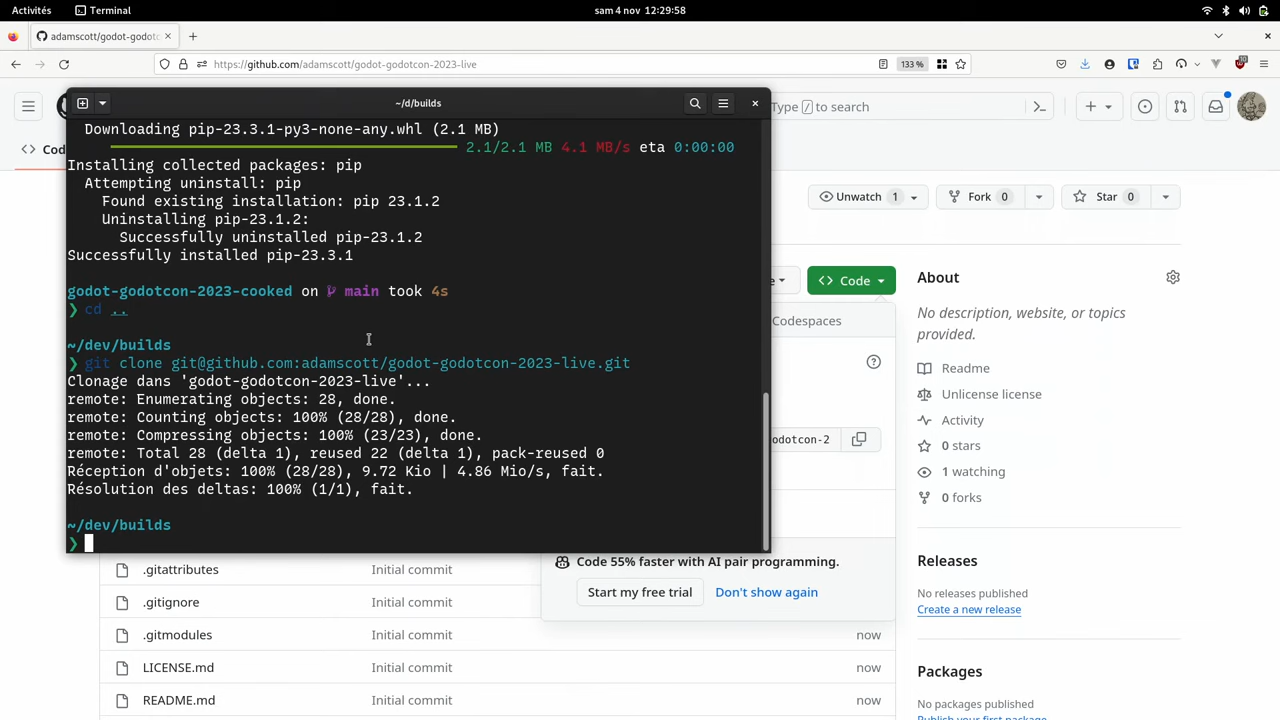 Activités
Terminal
sam 4 nov 12:29:58
adamscott/godot-godotc
https://github.com/adamscott/godot-godotcon-2023-live
133 %
~/d/builds
Type / to search
Downloading pip-23.3.1-py3-none-any.whl (2.1 MB)
2.1/2.1 MB 4.1 MB/s eta 0:00:00
Installing collected packages: pip
Attempting uninstall: pip
Found existing installation: pip 23.1.2
Uninstalling pip-23.1.2:
Successfully uninstalled pip-23.1.2
Successfully installed pip-23.3.1
godot-godotcon-2023-cooked on main took 4s
❯ cd ..
~/dev/builds
❯ git clone git@github.com:adamscott/godot-godotcon-2023-live.git
Clonage dans 'godot-godotcon-2023-live'...
remote: Enumerating objects: 28, done.
remote: Counting objects: 100% (28/28), done.
remote: Compressing objects: 100% (23/23), done.
remote: Total 28 (delta 1), reused 22 (delta 1), pack-reused 0
Réception d'objets: 100% (28/28), 9.72 Kio | 4.86 Mio/s, fait.
Résolution des deltas: 100% (1/1), fait.
~/dev/builds
❯
<> Cod
Unwatch 1
Fork 0
Star 0
e
<> Code
Codespaces
odotcon-2
Code 55% faster with AI pair programming.
Start my free trial
Don't show again
.gitattributes Initial commit
.gitignore Initial commit
.gitmodules Initial commit now
LICENSE.md Initial commit now
README.md Initial commit now
About
No description, website, or topics
provided.
Readme
Unlicense license
Activity
0 stars
1 watching
0 forks
Releases
No releases published
Create a new release
Packages
No packages published
Publish your first package